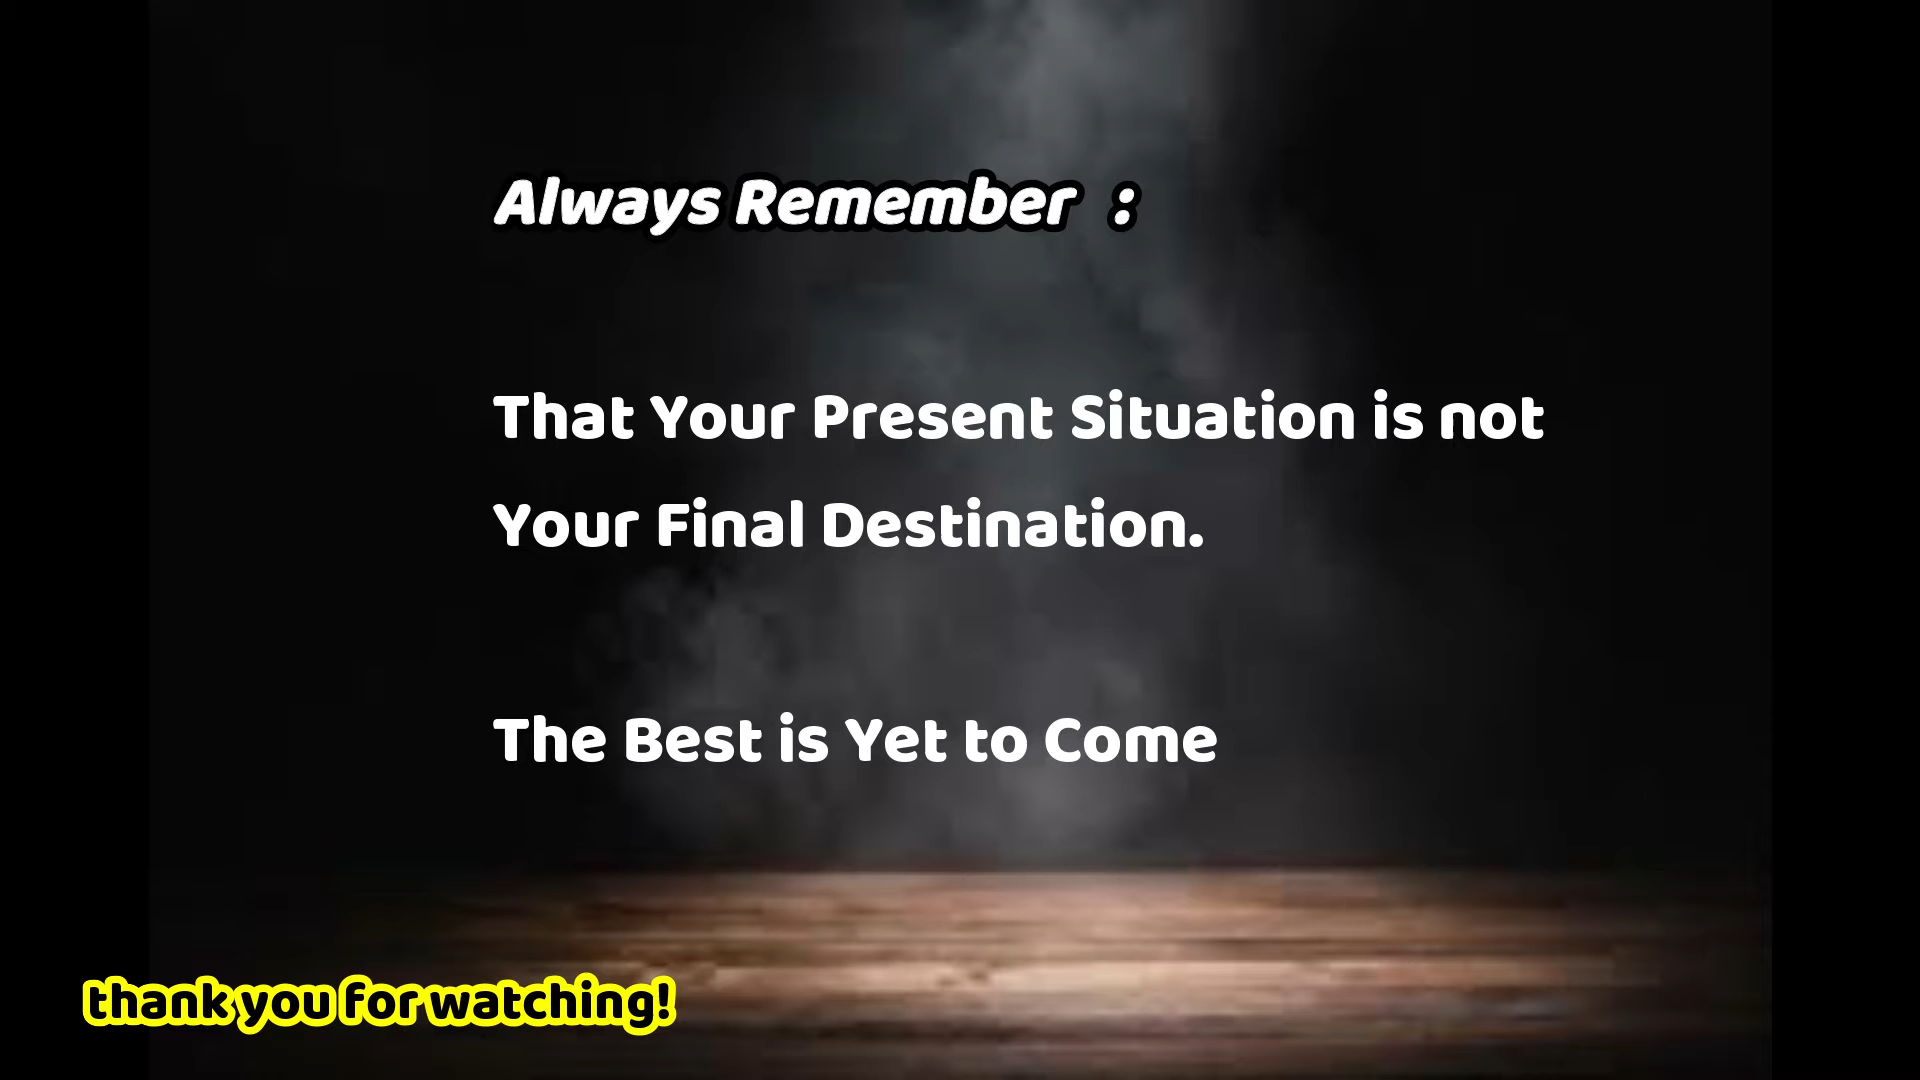 Always Remember :
That Your Present Situation is not
Your Final Destination.
The Best is Yet to Come
thank you for watching!